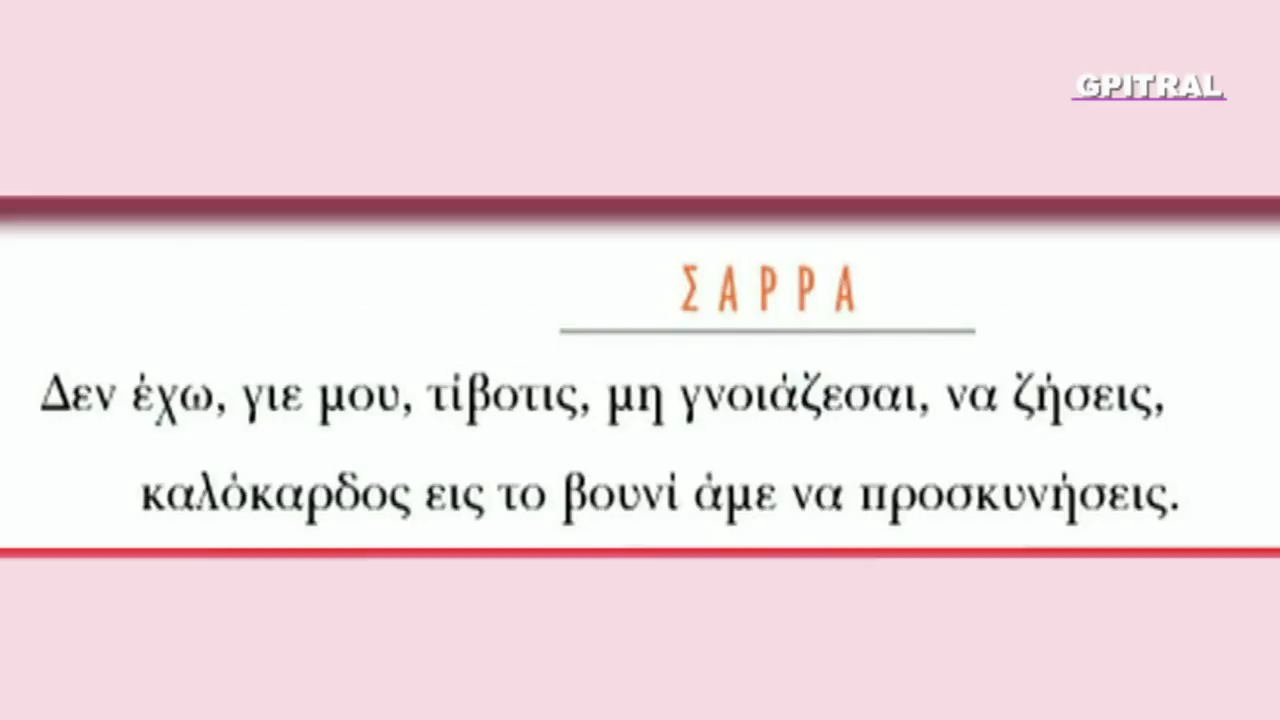 GPITRAL
ΣΑΡΡΑ
Δεν έχω, γιε μου, τίβοτις, μη γνοιάζεσαι, να ζήσεις,
καλόκαρδος εις το βουνί άμε να προσκυνήσεις.